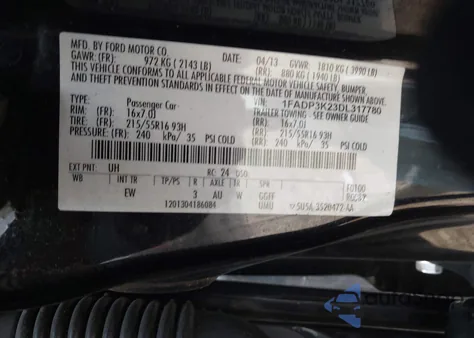 MFD. BY FORD MOTOR CO.
04/13 GVWR: 1810 KG ( 3990 LB)
GAWR: (FR): 972 KG ( 2143 LB) (RR): 880 KG ( 1940 LB)
THIS VEHICLE CONFORMS TO ALL APPLICABLE FEDERAL MOTOR VEHICLE SAFETY, BUMPER,
AND THEFT PREVENTION STANDARDS IN EFFECT ON THE DATE OF MANUFACTURE SHOWN ABOVE.
VIN: 1FADP3K23DL317780
TYPE: Passenger Car TRAILER TOWING - SEE OWNER GUIDE
RIM: (FR) 16x7.0J (RR): 16x7.0J
TIRES: (FR): 215/55R16 93H (RR): 215/55R16 93H
PRESSURE: (FR): 240 kPa/ 35 PSI COLD (RR): 240 kPa/ 35 PSI COLD
EXT PNT: UH RC: 24 DSO:
WB INT TR TP/PS R AXLE TR SPR
EW 3 AU W GGFF
1201304186084 UMU